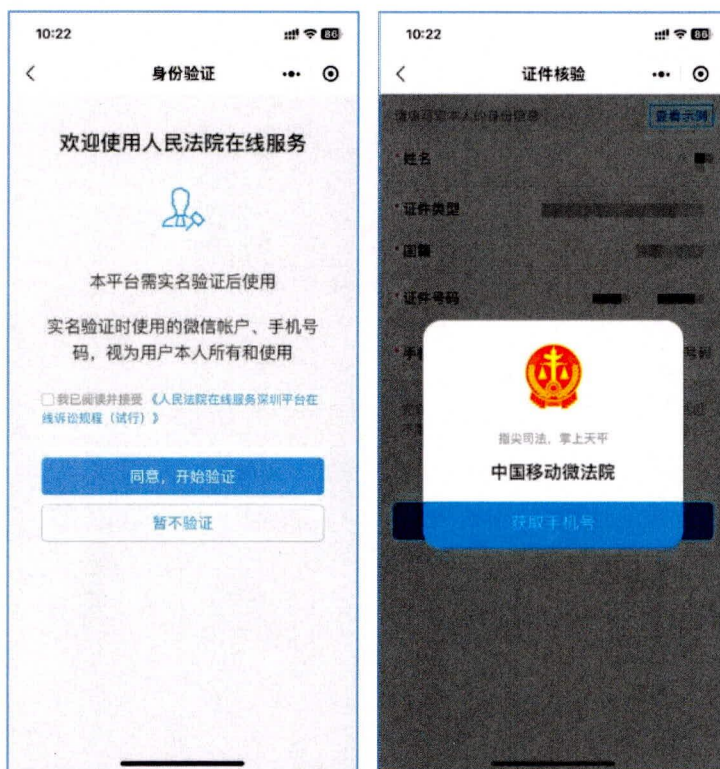 10:22
86
身份验证
欢迎使用人民法院在线服务
本平台需实名验证后使用
实名验证时使用的微信帐户、手机号
码，视为用户本人所有和使用
我已阅读并接受《人民法院在线服务深圳平台在
线诉讼规程（试行）》
同意，开始验证
暂不验证
10:22
86
证件核验
查看示例
*姓名
*证件类型
*国籍
*证件号码
*手
号码
指尖司法，掌上天平
中国移动微法院
获取手机号